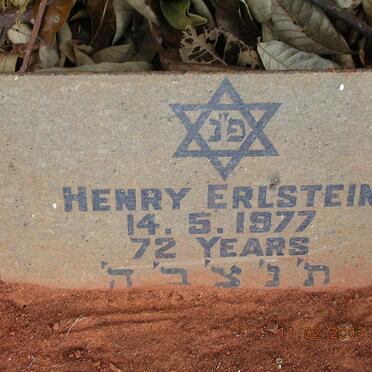 פ"נ
HENRY ERLSTEIN
14. 5. 1977
72 YEARS
ת' נ' צ' ב' ה'
11 02 2005